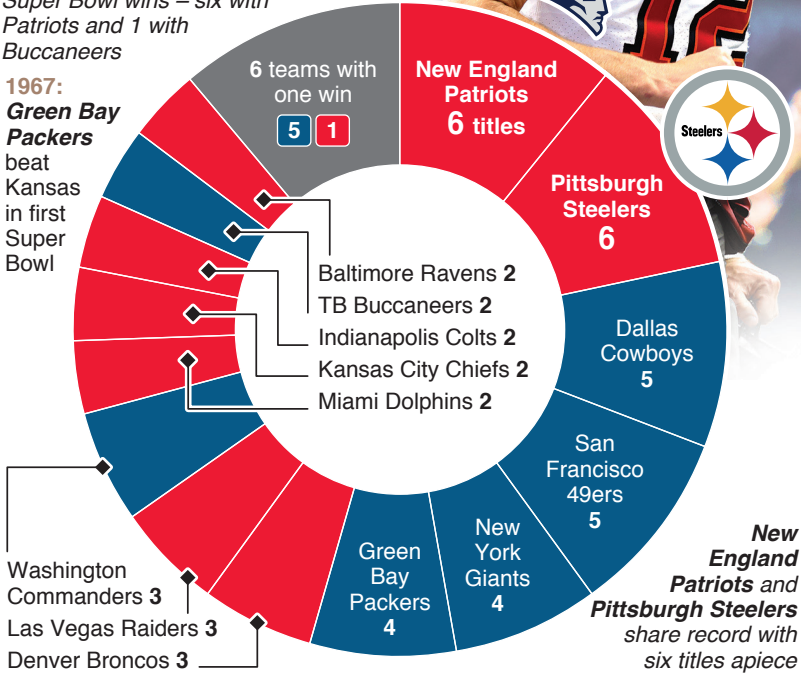 Super Bowl wins – six with
Patriots and 1 with
Buccaneers
1967:
Green Bay
Packers
beat
Kansas
in first
Super
Bowl
6 teams with
one win
5 1
New England
Patriots
6 titles
Steelers
Pittsburgh
Steelers
6
Dallas
Cowboys
5
San
Francisco
49ers
5
New
York
Giants
4
Green
Bay
Packers
4
Baltimore Ravens 2
TB Buccaneers 2
Indianapolis Colts 2
Kansas City Chiefs 2
Miami Dolphins 2
Washington
Commanders 3
Las Vegas Raiders 3
Denver Broncos 3
New
England
Patriots and
Pittsburgh Steelers
share record with
six titles apiece